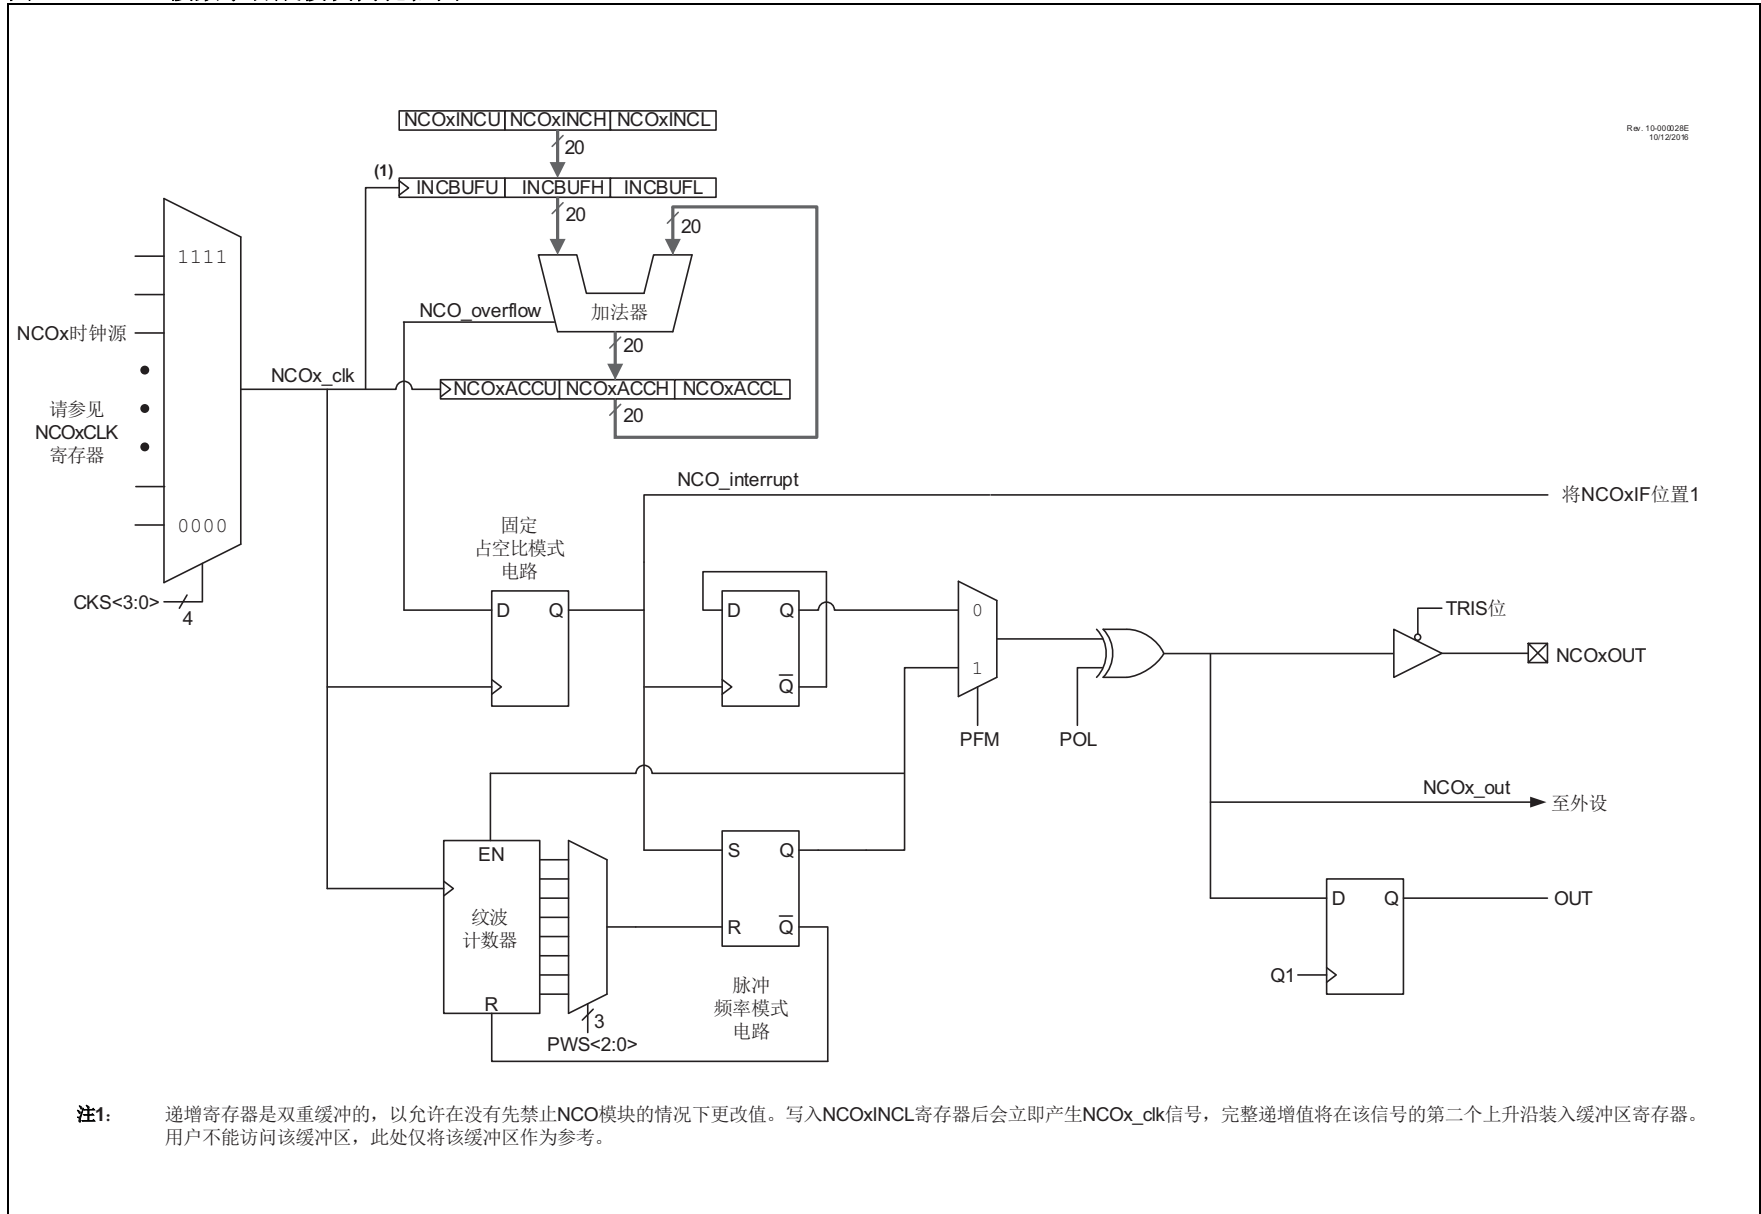 Rev. 10-000028E
10/12/2016
NCOxINCU NCOxINCH NCOxINCL
20
(1)
INCBUFU INCBUFH INCBUFL
20
20
1111
NCO_overflow
加法器
NCOx时钟源
20
NCOx_clk
NCOxACCU NCOxACCH NCOxACCL
20
请参见
NCOxCLK
寄存器
NCO_interrupt
将NCOxIF位置1
0000
固定
占空比模式
电路
CKS<3:0>
4
D Q
D Q
Q
0
1
TRIS位
NCOxOUT
PFM
POL
NCOx_out
至外设
EN
S Q
R Q
纹波
计数器
R
D Q
OUT
Q1
3
PWS<2:0>
脉冲
频率模式
电路
注1： 递增寄存器是双重缓冲的，以允许在没有先禁止NCO模块的情况下更改值。写入NCOxINCL寄存器后会立即产生NCOx_clk信号，完整递增值将在该信号的第二个上升沿装入缓冲区寄存器。
用户不能访问该缓冲区，此处仅将该缓冲区作为参考。